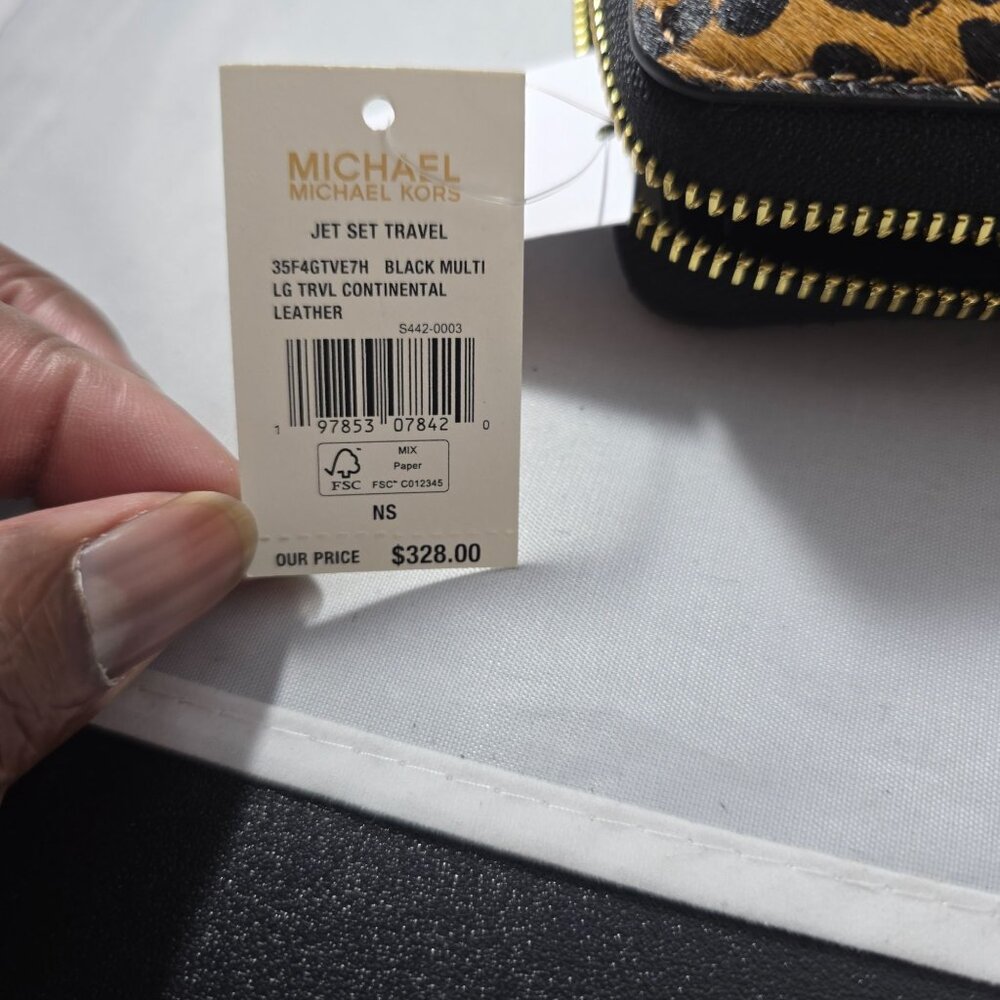 MICHAEL
MICHAEL KORS
JET SET TRAVEL
35F4GTVE7H BLACK MULTI
LG TRVL CONTINENTAL
LEATHER
S442-0003
1 97853 07842 0
FSC
MIX
Paper
FSC™ C012345
NS
OUR PRICE $328.00